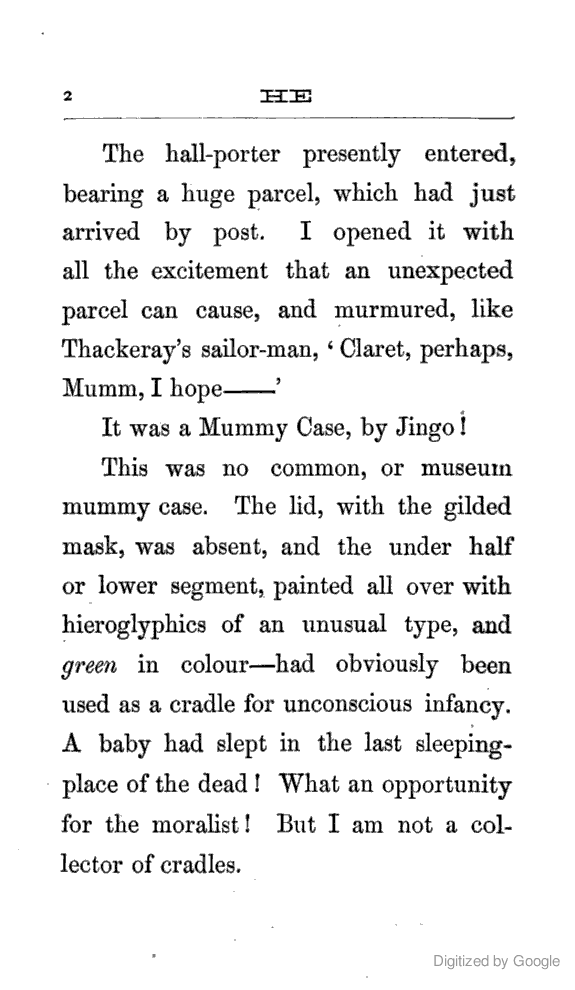 2 HE
The hall-porter presently entered,
bearing a huge parcel, which had just
arrived by post. I opened it with
all the excitement that an unexpected
parcel can cause, and murmured, like
Thackeray's sailor-man, ‘ Claret, perhaps,
Mumm, I hope——’
It was a Mummy Case, by Jingo!
This was no common, or museum
mummy case. The lid, with the gilded
mask, was absent, and the under half
or lower segment, painted all over with
hieroglyphics of an unusual type, and
green in colour—had obviously been
used as a cradle for unconscious infancy.
A baby had slept in the last sleeping-
place of the dead! What an opportunity
for the moralist! But I am not a col-
lector of cradles.
Digitized by Google